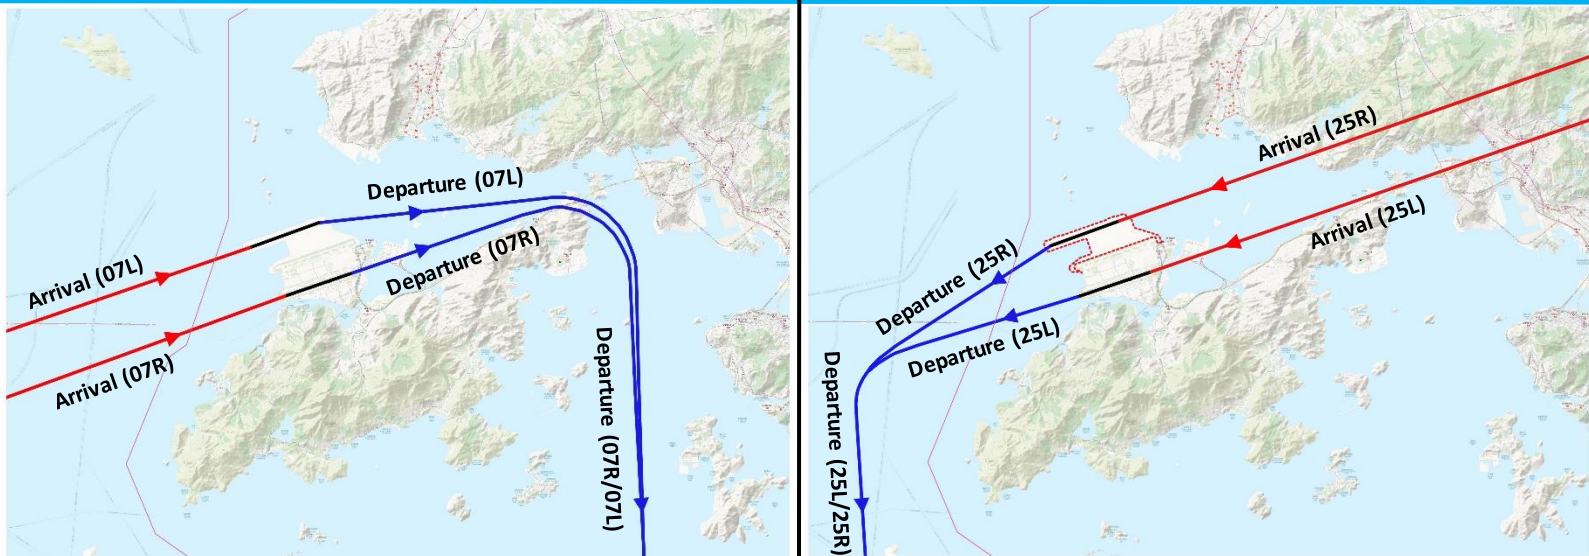 Departure (07L)
Arrival (07L)
Departure (07R)
Arrival (07R)
Departure (07R/07L)
Arrival (25R)
Arrival (25L)
Departure (25R)
Departure (25L)
Departure (25L/25R)